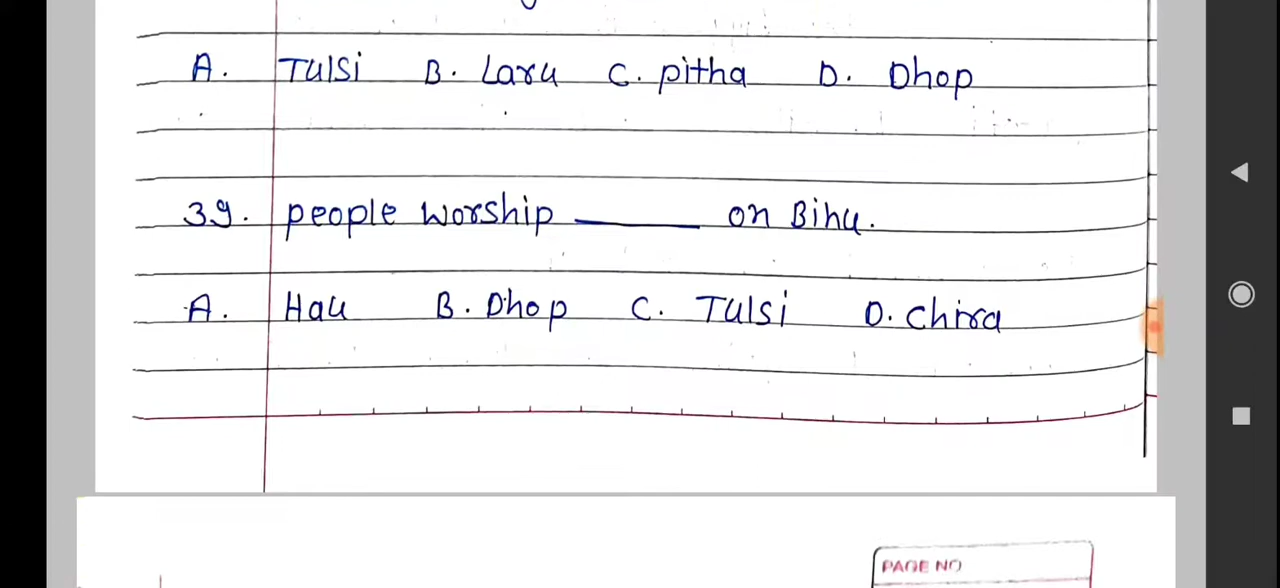 A. Tulsi B. Laru C. pitha D. Dhop
39. people worship ______ on Bihu.
A. Hau B. Dhop C. Tulsi D. Chira
PAGE NO